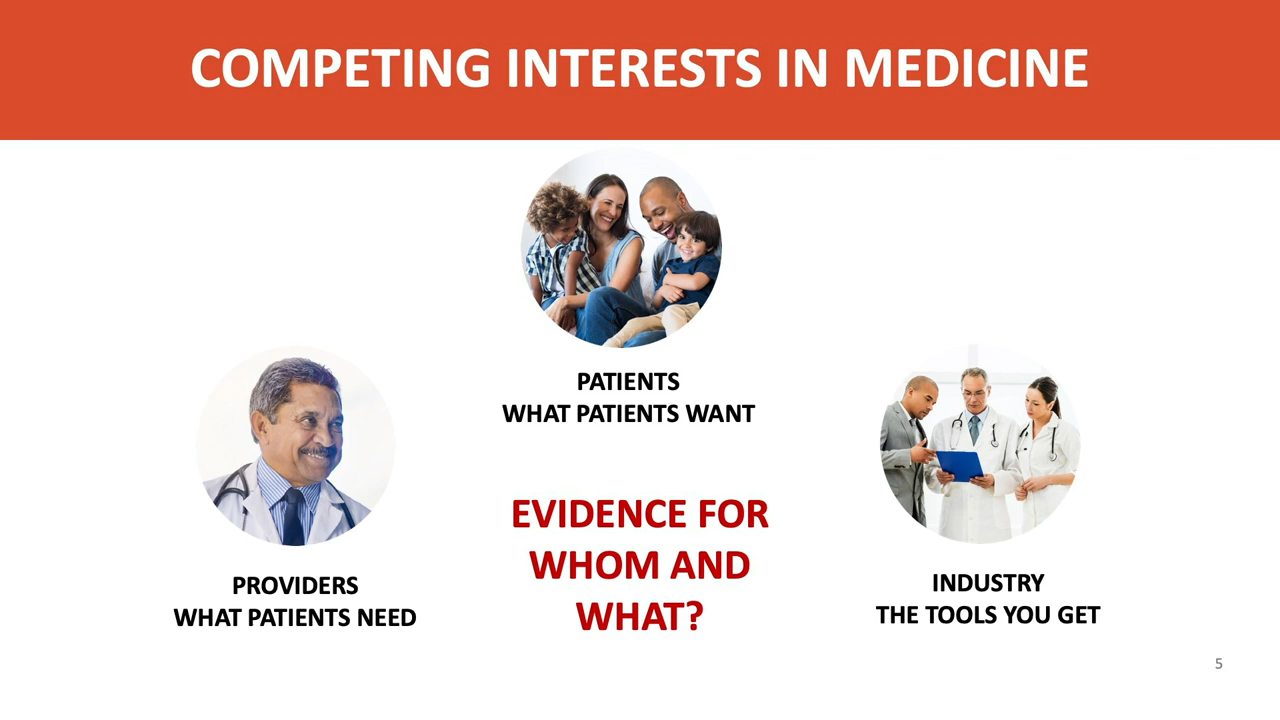 COMPETING INTERESTS IN MEDICINE
PATIENTS
WHAT PATIENTS WANT
PROVIDERS
WHAT PATIENTS NEED
EVIDENCE FOR
WHOM AND
WHAT?
INDUSTRY
THE TOOLS YOU GET
5